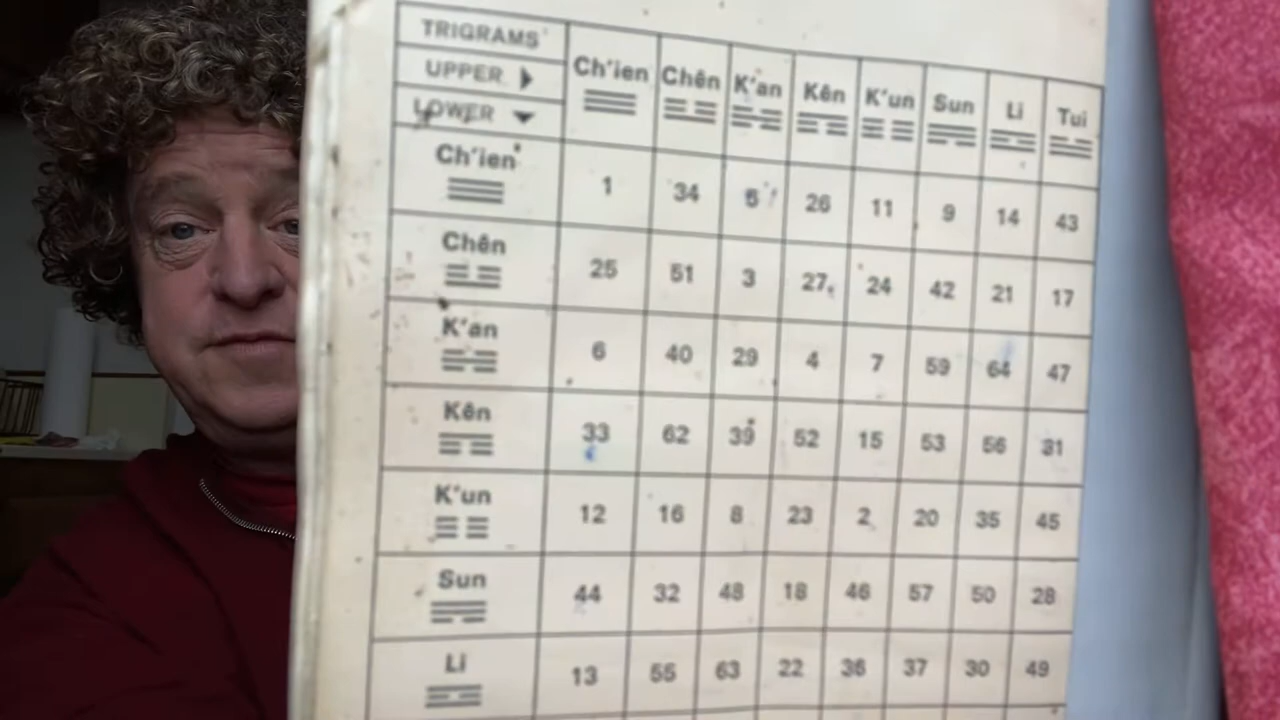 TRIGRAMS
UPPER ▶
LOWER ▼
Ch'ien Chên K'an Kên K'un Sun Li Tui
Ch'ien 1 34 5 26 11 9 14 43
Chên 25 51 3 27 24 42 21 17
K'an 6 40 29 4 7 59 64 47
Kên 33 62 39 52 15 53 56 31
K'un 12 16 8 23 2 20 35 45
Sun 44 32 48 18 46 57 50 28
Li 13 55 63 22 36 37 30 49